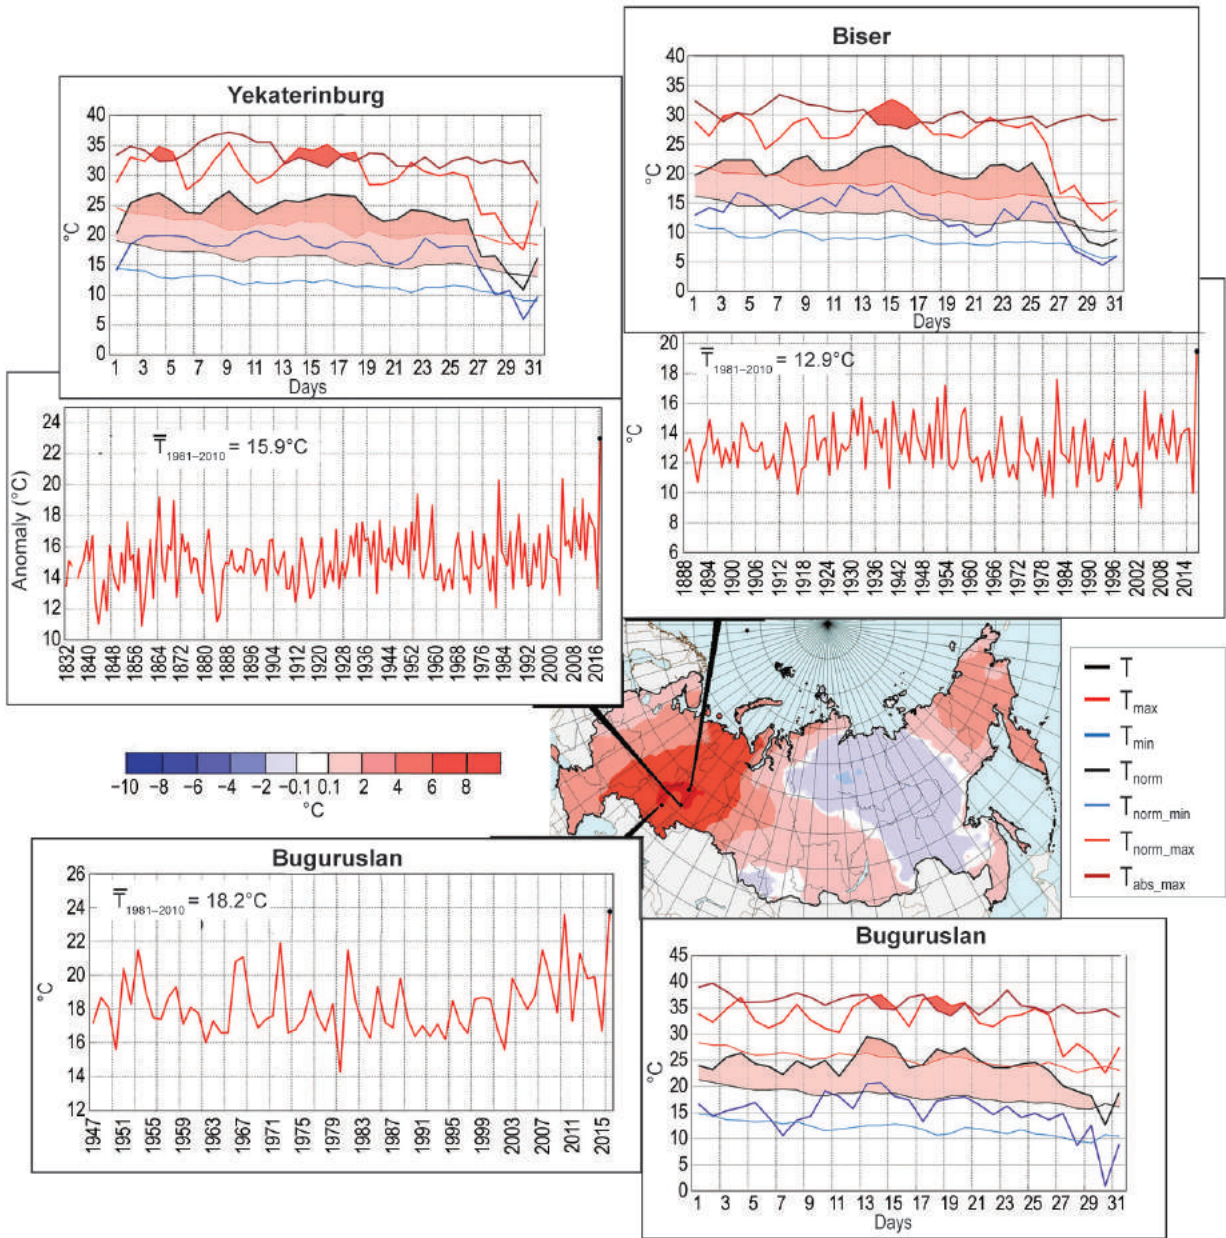 Yekaterinburg
40
35
30
25
20
15
10
5
0
°C
1 3 5 7 9 11 13 15 17 19 21 23 25 27 29 31
Days
Biser
40
35
30
25
20
15
10
5
0
°C
1 3 5 7 9 11 13 15 17 19 21 23 25 27 29 31
Days
24
22
20
18
16
14
12
10
Anomaly (°C)
T̅1981–2010 = 15.9°C
1832 1840 1848 1856 1864 1872 1880 1888 1896 1904 1912 1920 1928 1936 1944 1952 1960 1968 1976 1984 1992 2000 2008 2016
20
18
16
14
12
10
8
6
°C
T̅1981–2010 = 12.9°C
1888 1894 1900 1906 1912 1918 1924 1930 1936 1942 1948 1954 1960 1966 1972 1978 1984 1990 1996 2002 2008 2014
−10 −8 −6 −4 −2 −0.1 0.1 2 4 6 8
°C
T
Tmax
Tmin
Tnorm
Tnorm_min
Tnorm_max
Tabs_max
Buguruslan
26
24
22
20
18
16
14
12
°C
T̅1981–2010 = 18.2°C
1947 1951 1955 1959 1963 1967 1971 1975 1979 1983 1987 1991 1995 1999 2003 2007 2011 2015
Buguruslan
45
40
35
30
25
20
15
10
5
0
°C
1 3 5 7 9 11 13 15 17 19 21 23 25 27 29 31
Days